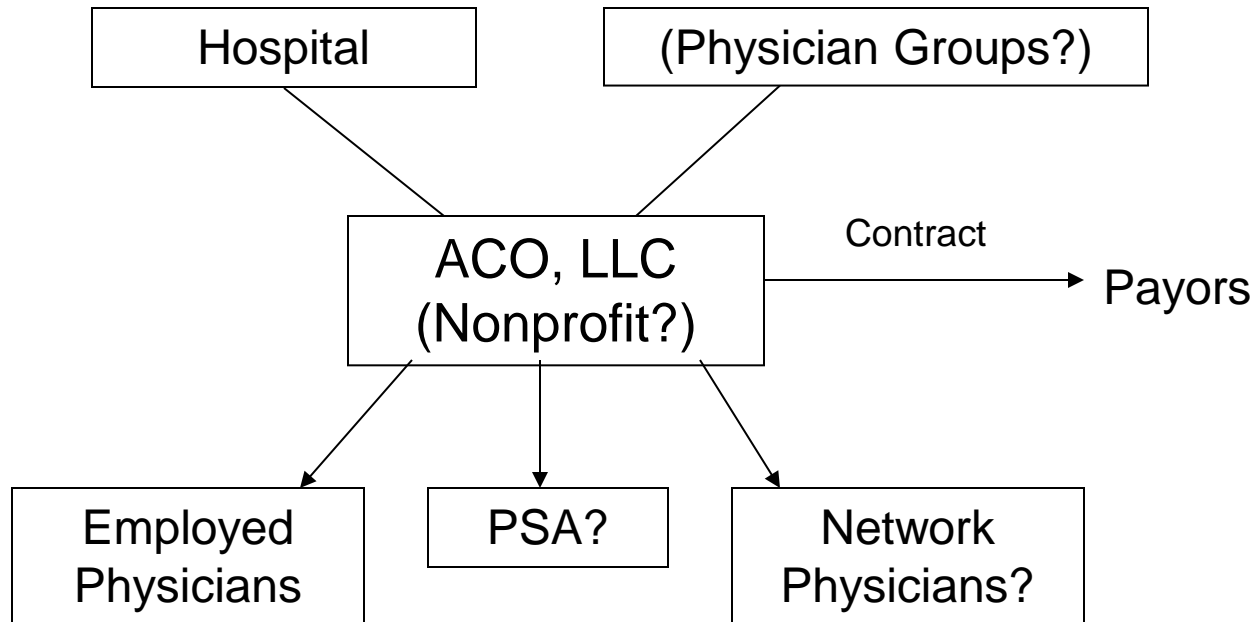 Hospital
(Physician Groups?)
ACO, LLC
(Nonprofit?)
Contract
Payors
Employed
Physicians
PSA?
Network
Physicians?